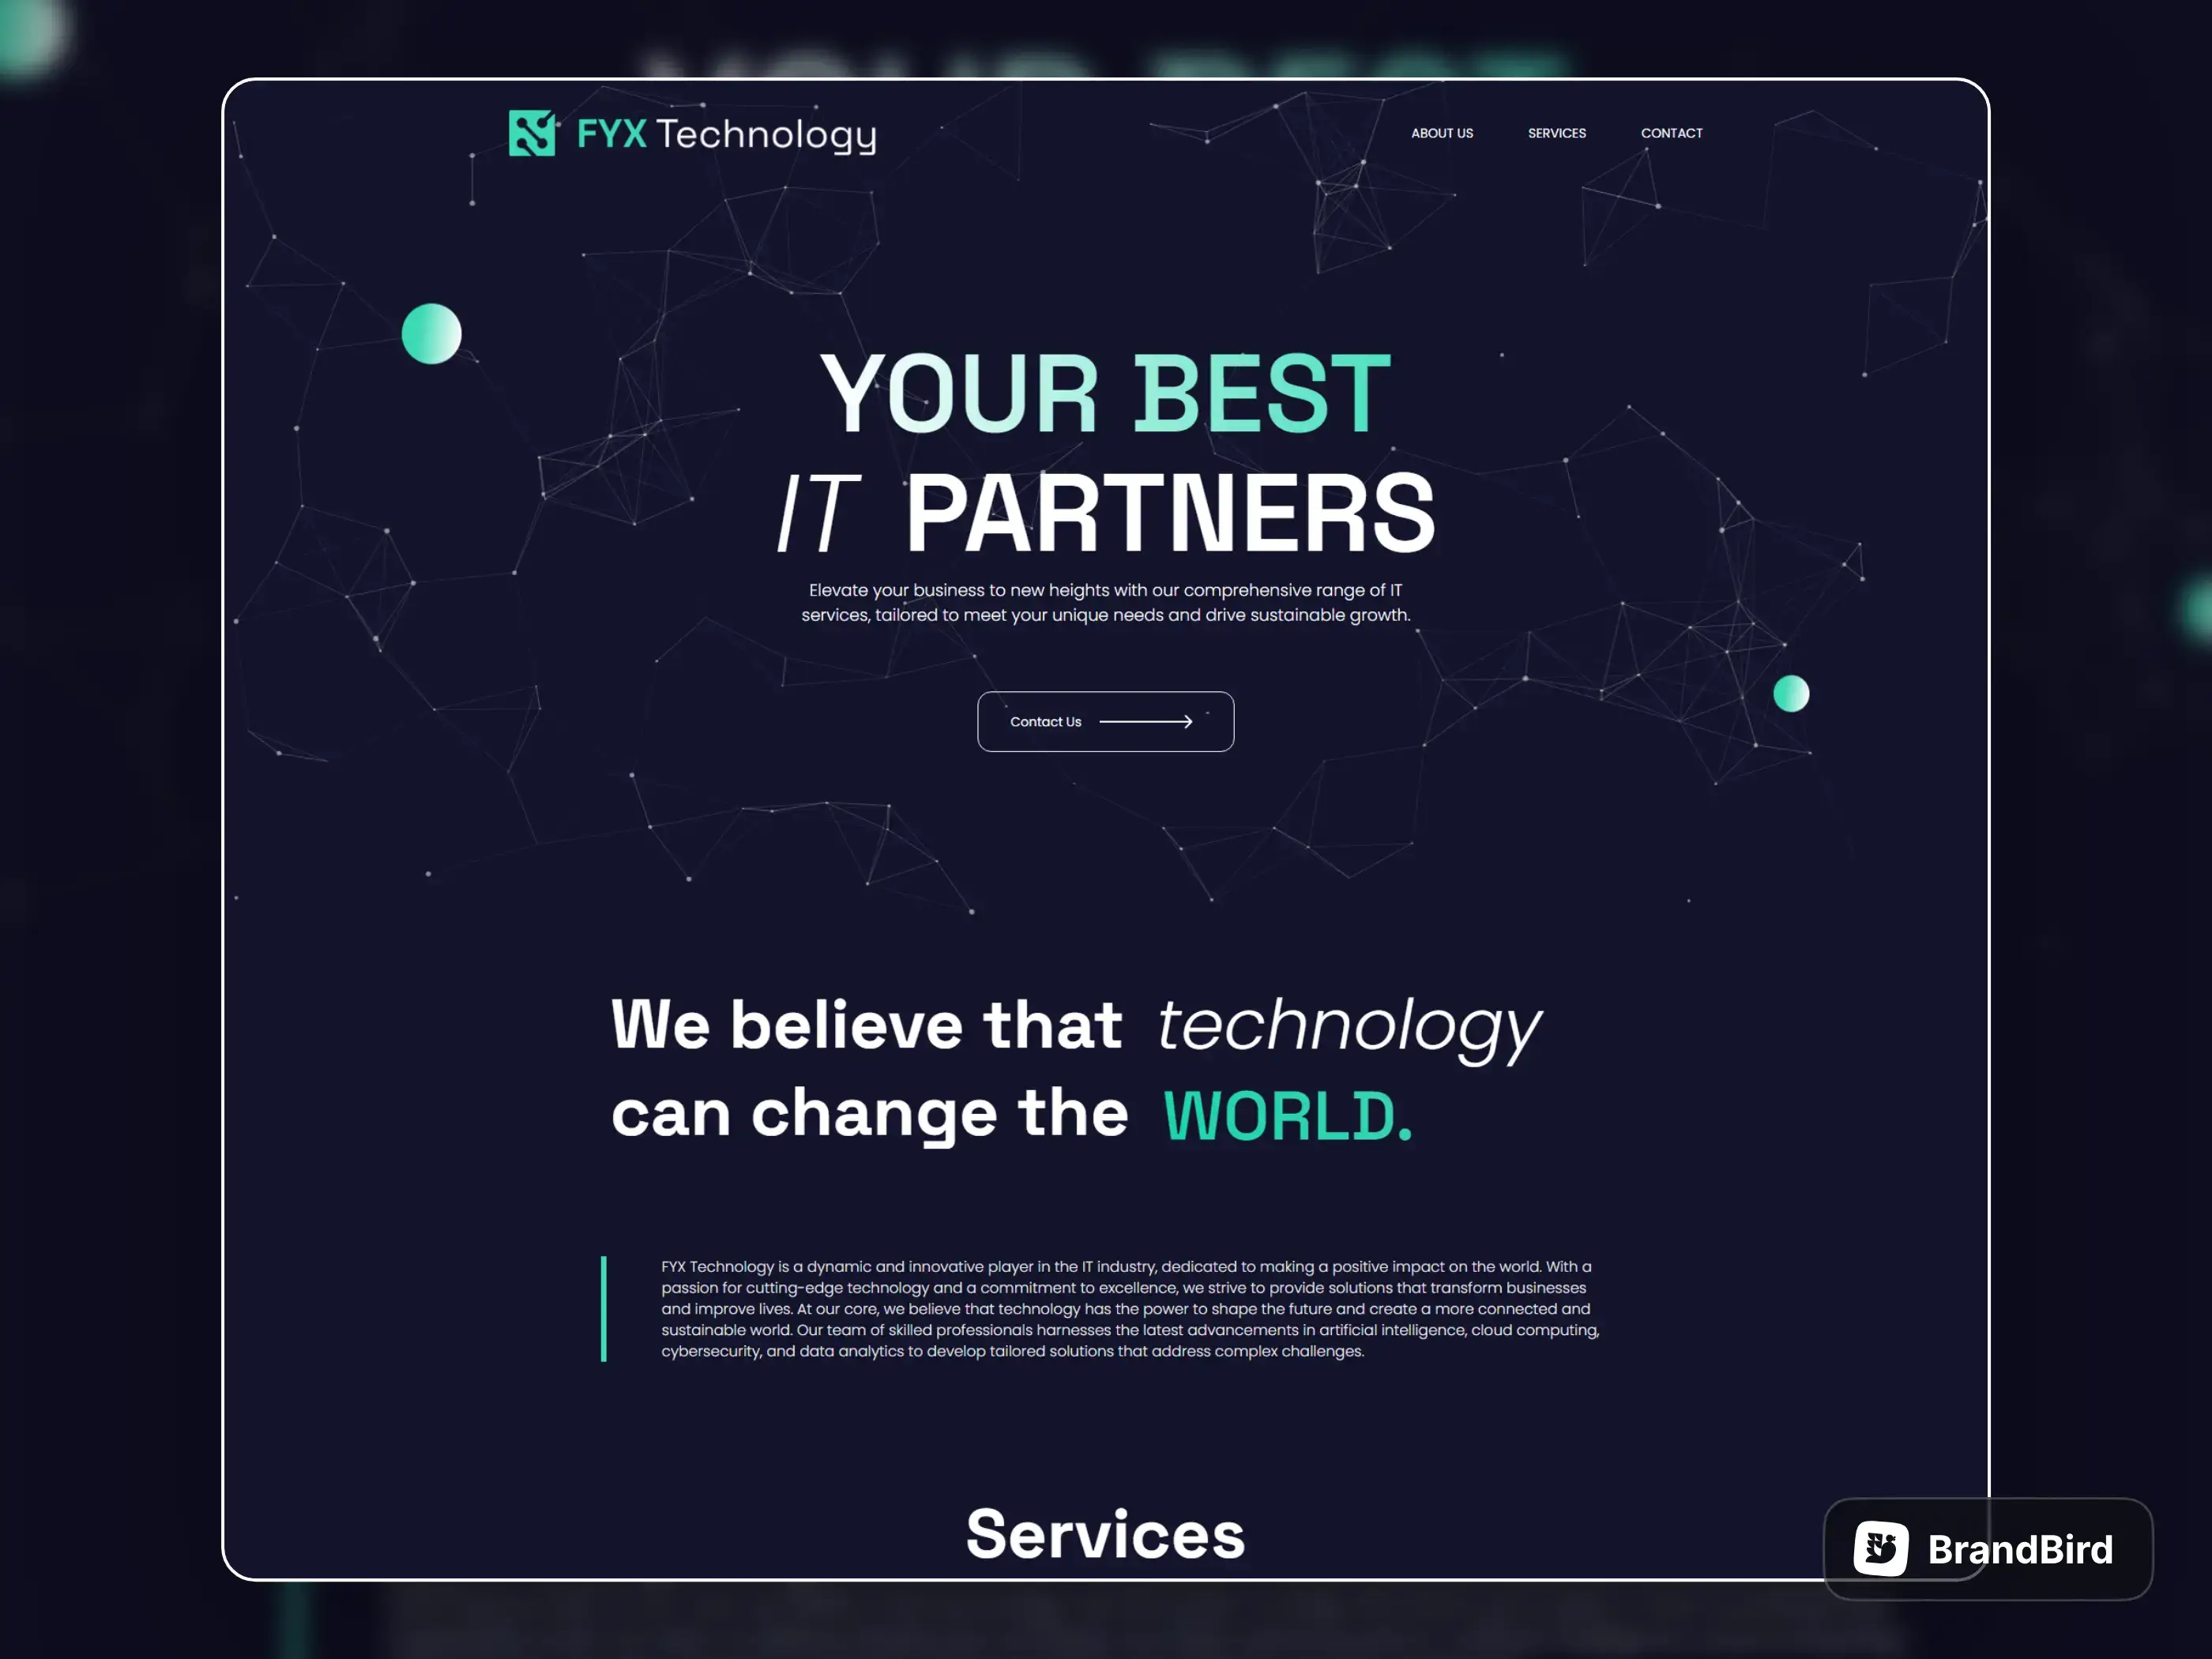 FYX Technology
ABOUT US
SERVICES
CONTACT
YOUR BEST
IT PARTNERS
Elevate your business to new heights with our comprehensive range of IT
services, tailored to meet your unique needs and drive sustainable growth.
Contact Us
We believe that technology
can change the WORLD.
FYX Technology is a dynamic and innovative player in the IT industry, dedicated to making a positive impact on the world. With a
passion for cutting-edge technology and a commitment to excellence, we strive to provide solutions that transform businesses
and improve lives. At our core, we believe that technology has the power to shape the future and create a more connected and
sustainable world. Our team of skilled professionals harnesses the latest advancements in artificial intelligence, cloud computing,
cybersecurity, and data analytics to develop tailored solutions that address complex challenges.
Services
BrandBird